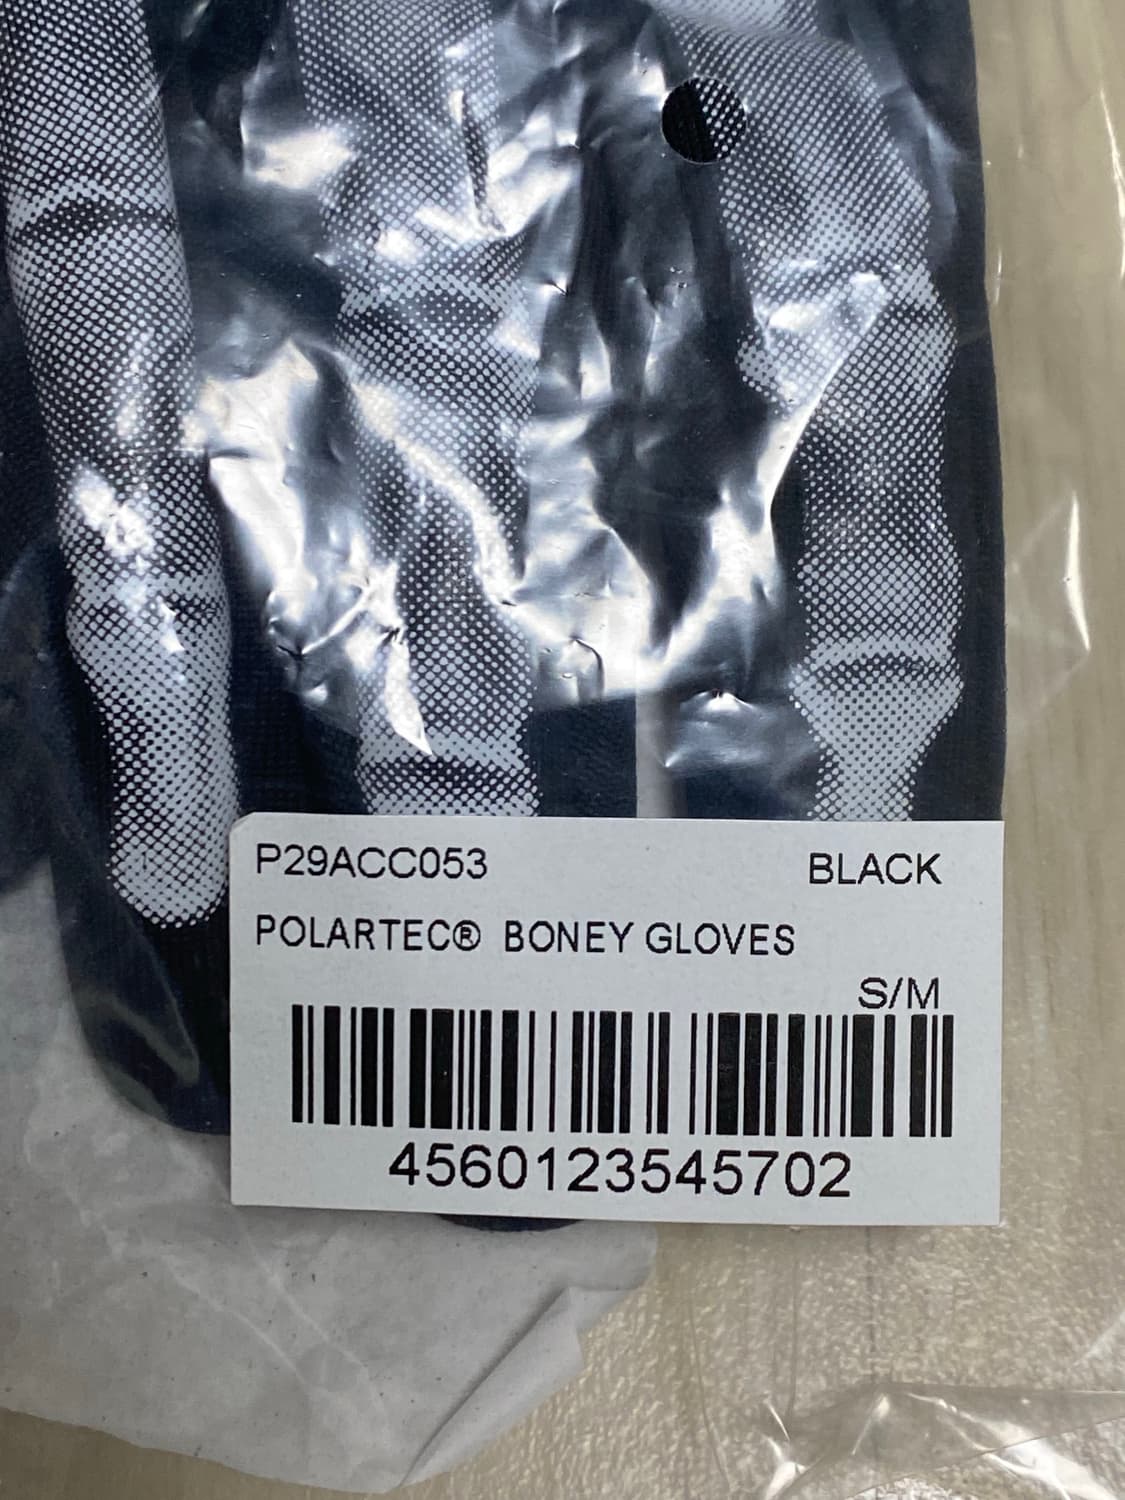 P29ACC053 BLACK
POLARTEC® BONEY GLOVES
S/M
4560123545702